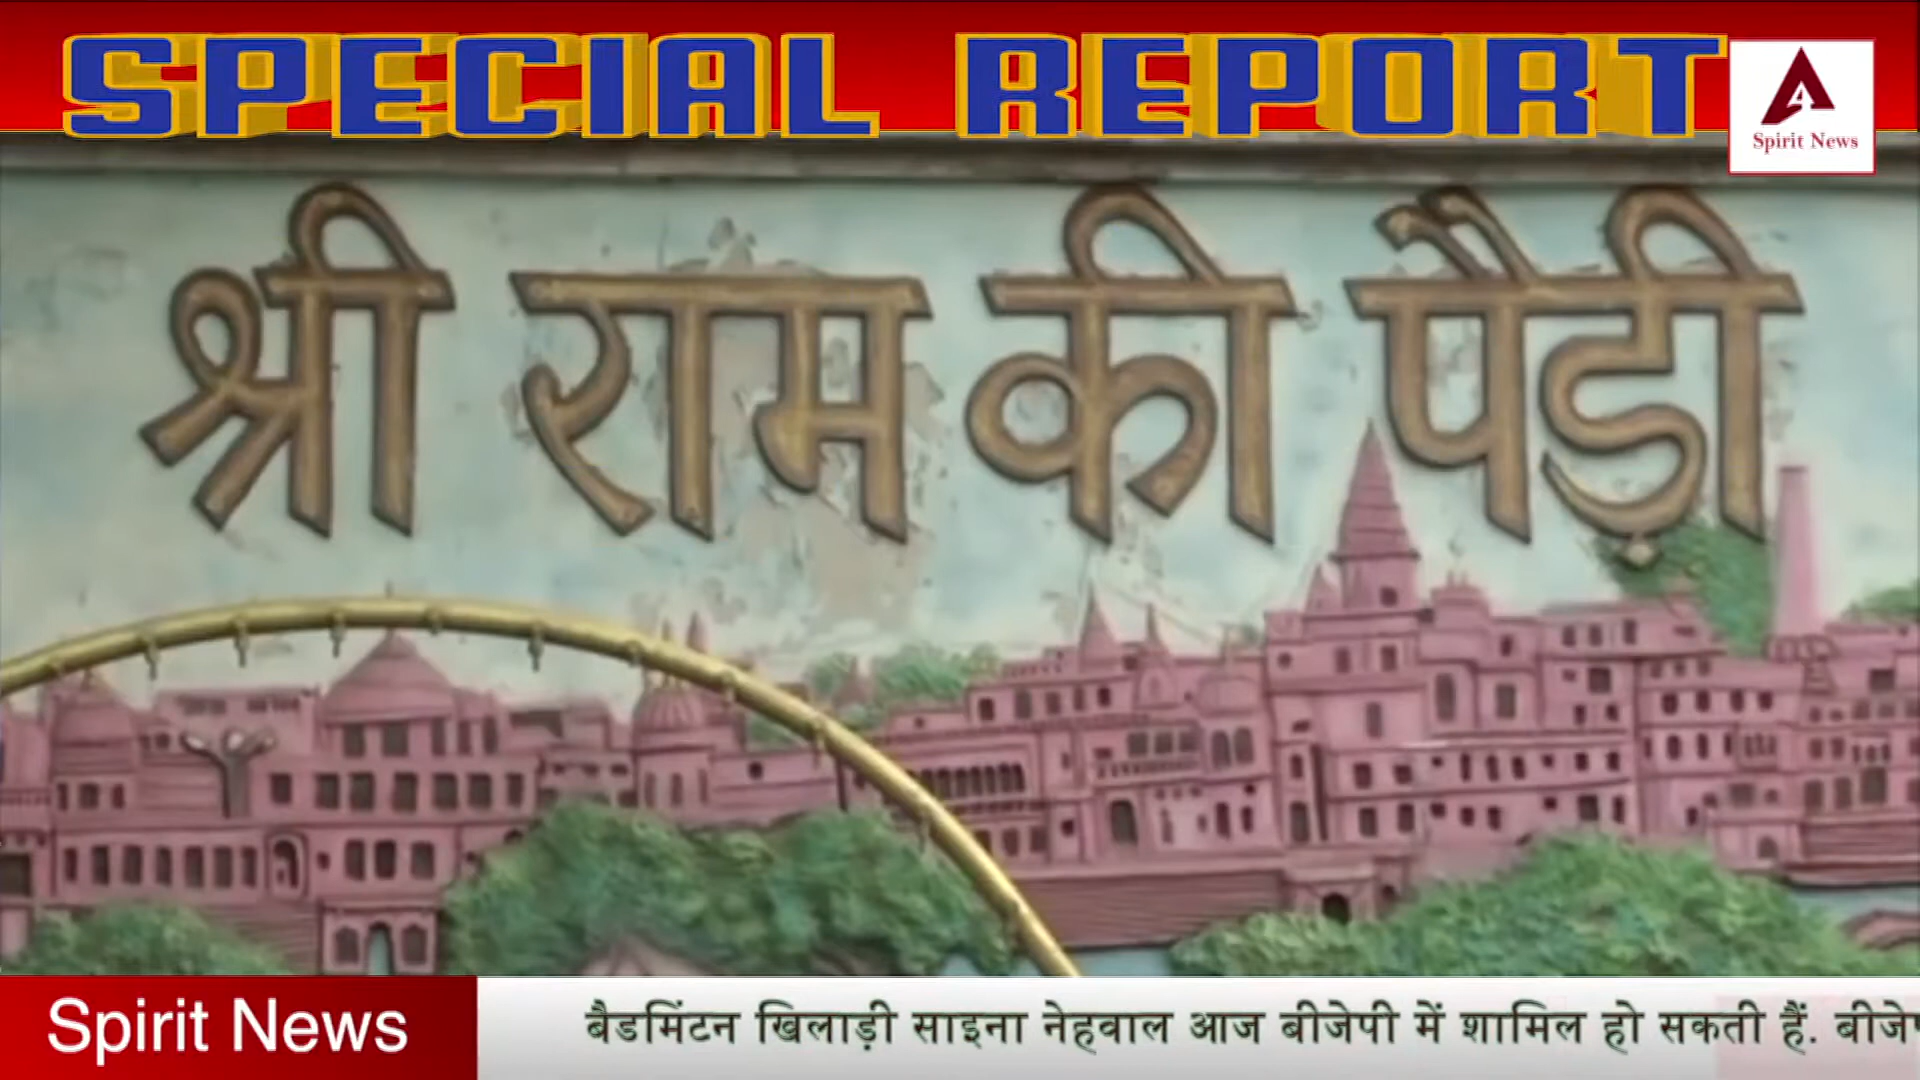 SPECIAL REPORT
A
Spirit News
श्री राम की पैड़ी
Spirit News
बैडमिंटन खिलाड़ी साइना नेहवाल आज बीजेपी में शामिल हो सकती हैं.